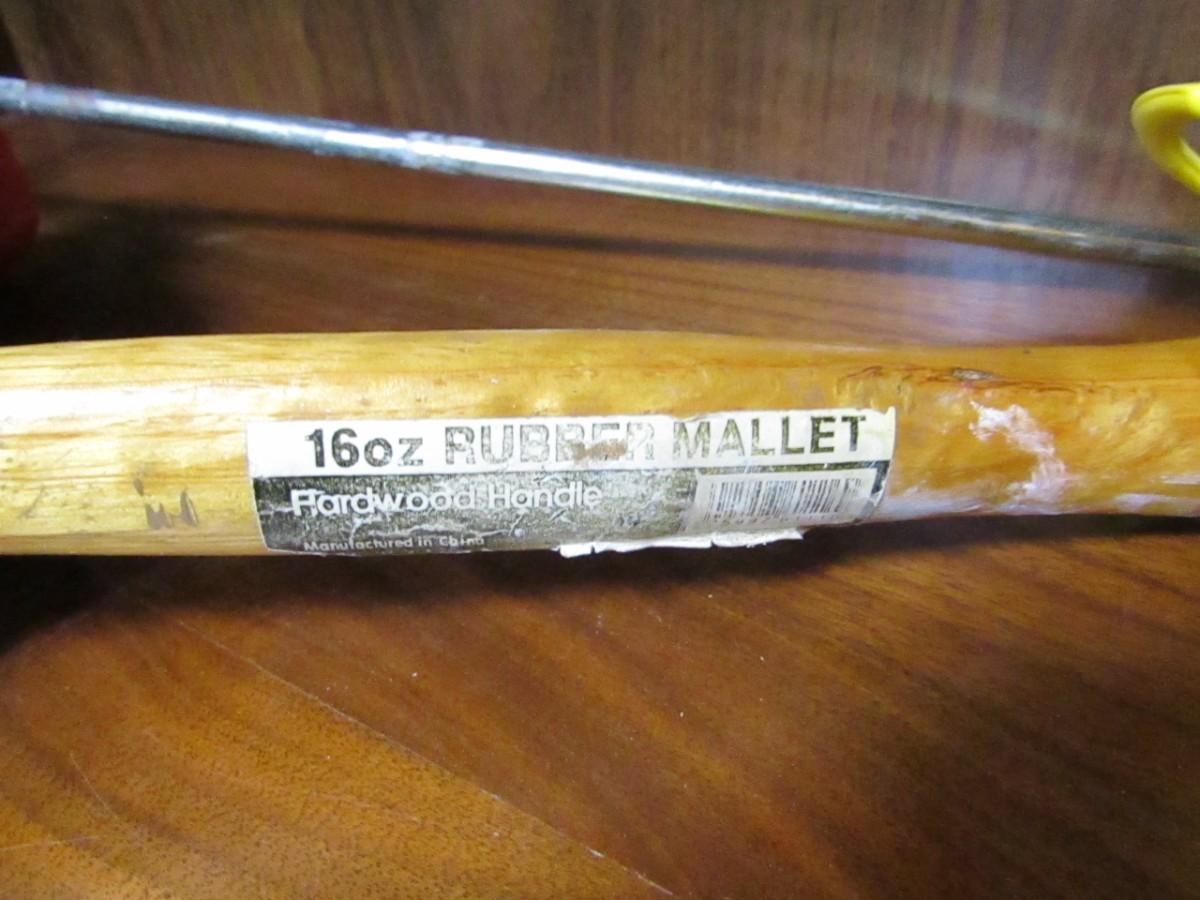 16oz RUBBER MALLET
Hardwood Handle
Manufactured in China